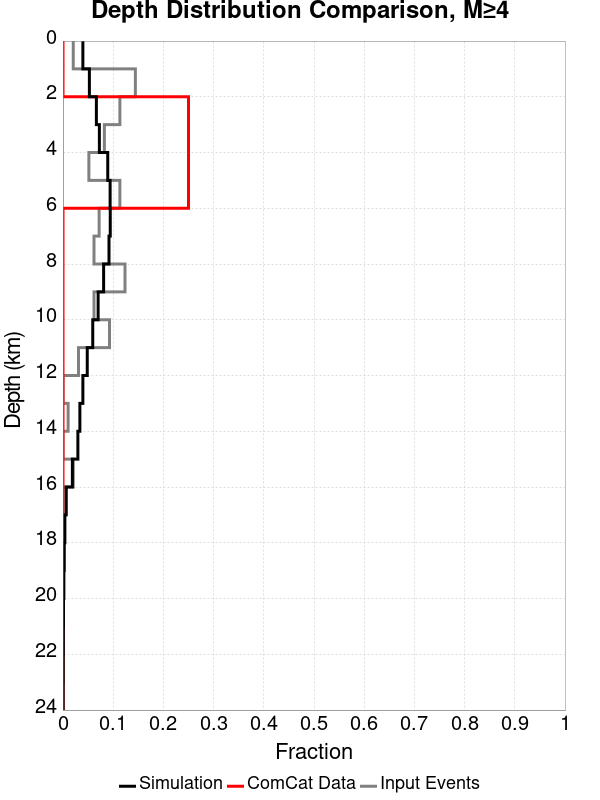 Depth Distribution Comparison, M≥4
0
2
4
6
8
10
12
14
16
18
20
22
24
Depth (km)
0 0.1 0.2 0.3 0.4 0.5 0.6 0.7 0.8 0.9 1
Fraction
Simulation ComCat Data Input Events